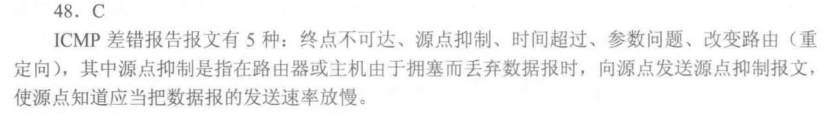 48．C
ICMP 差错报告报文有 5 种：终点不可达、源点抑制、时间超过、参数问题、改变路由（重
定向），其中源点抑制是指在路由器或主机由于拥塞而丢弃数据报时，向源点发送源点抑制报文，
使源点知道应当把数据报的发送速率放慢。